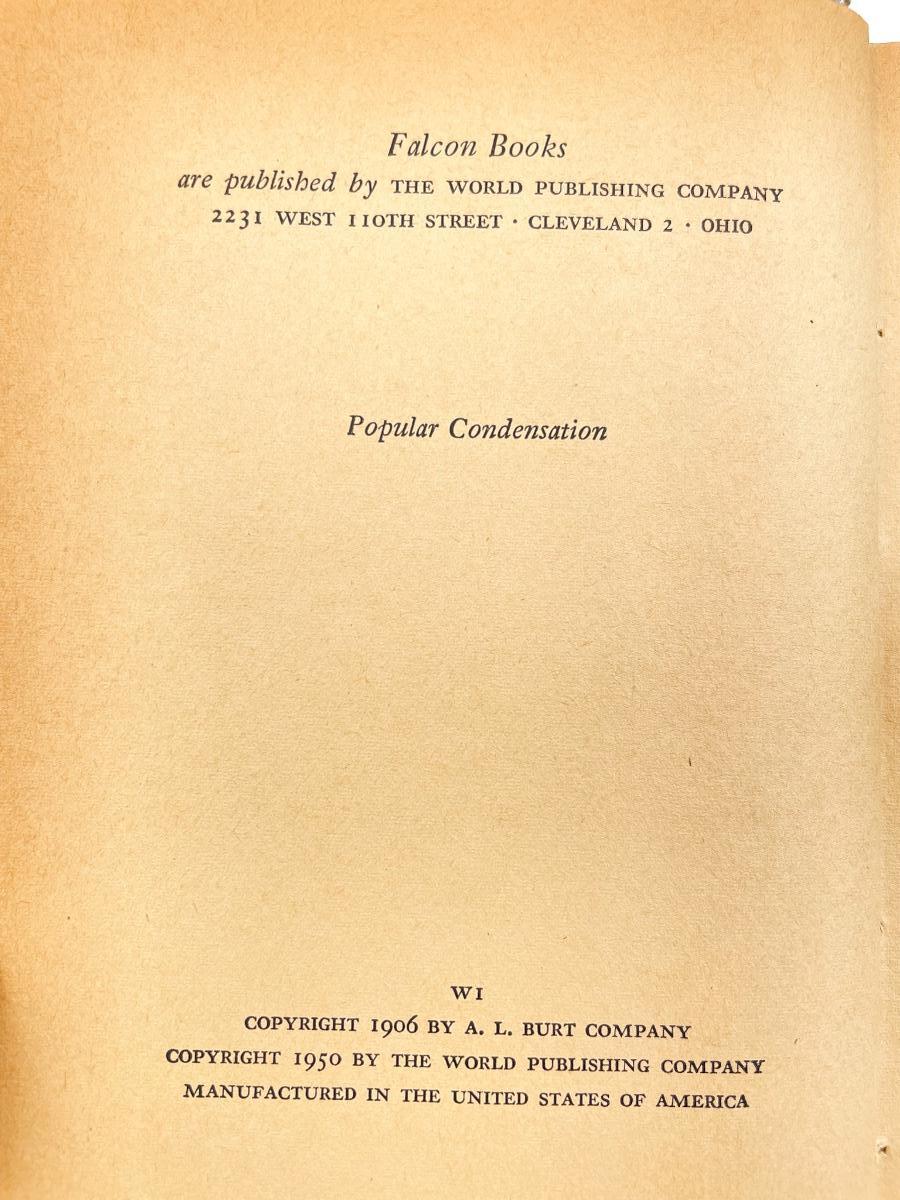 Falcon Books
are published by THE WORLD PUBLISHING COMPANY
2231 WEST 110TH STREET · CLEVELAND 2 · OHIO
Popular Condensation
W1
COPYRIGHT 1906 BY A. L. BURT COMPANY
COPYRIGHT 1950 BY THE WORLD PUBLISHING COMPANY
MANUFACTURED IN THE UNITED STATES OF AMERICA